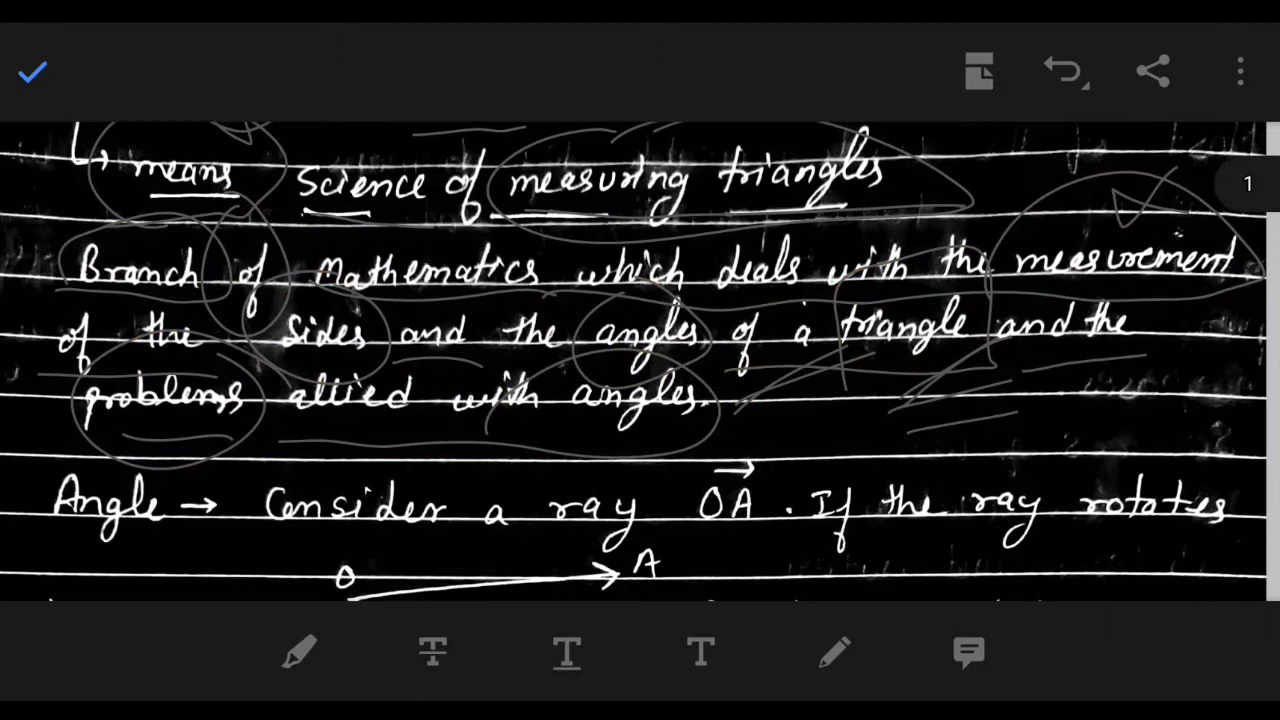 → means Science of measuring triangles
1
Branch of Mathematics which deals with the measurement
of the sides and the angles of a triangle and the
problems allied with angles.
Angle → Consider a ray OA. If the ray rotates
O A